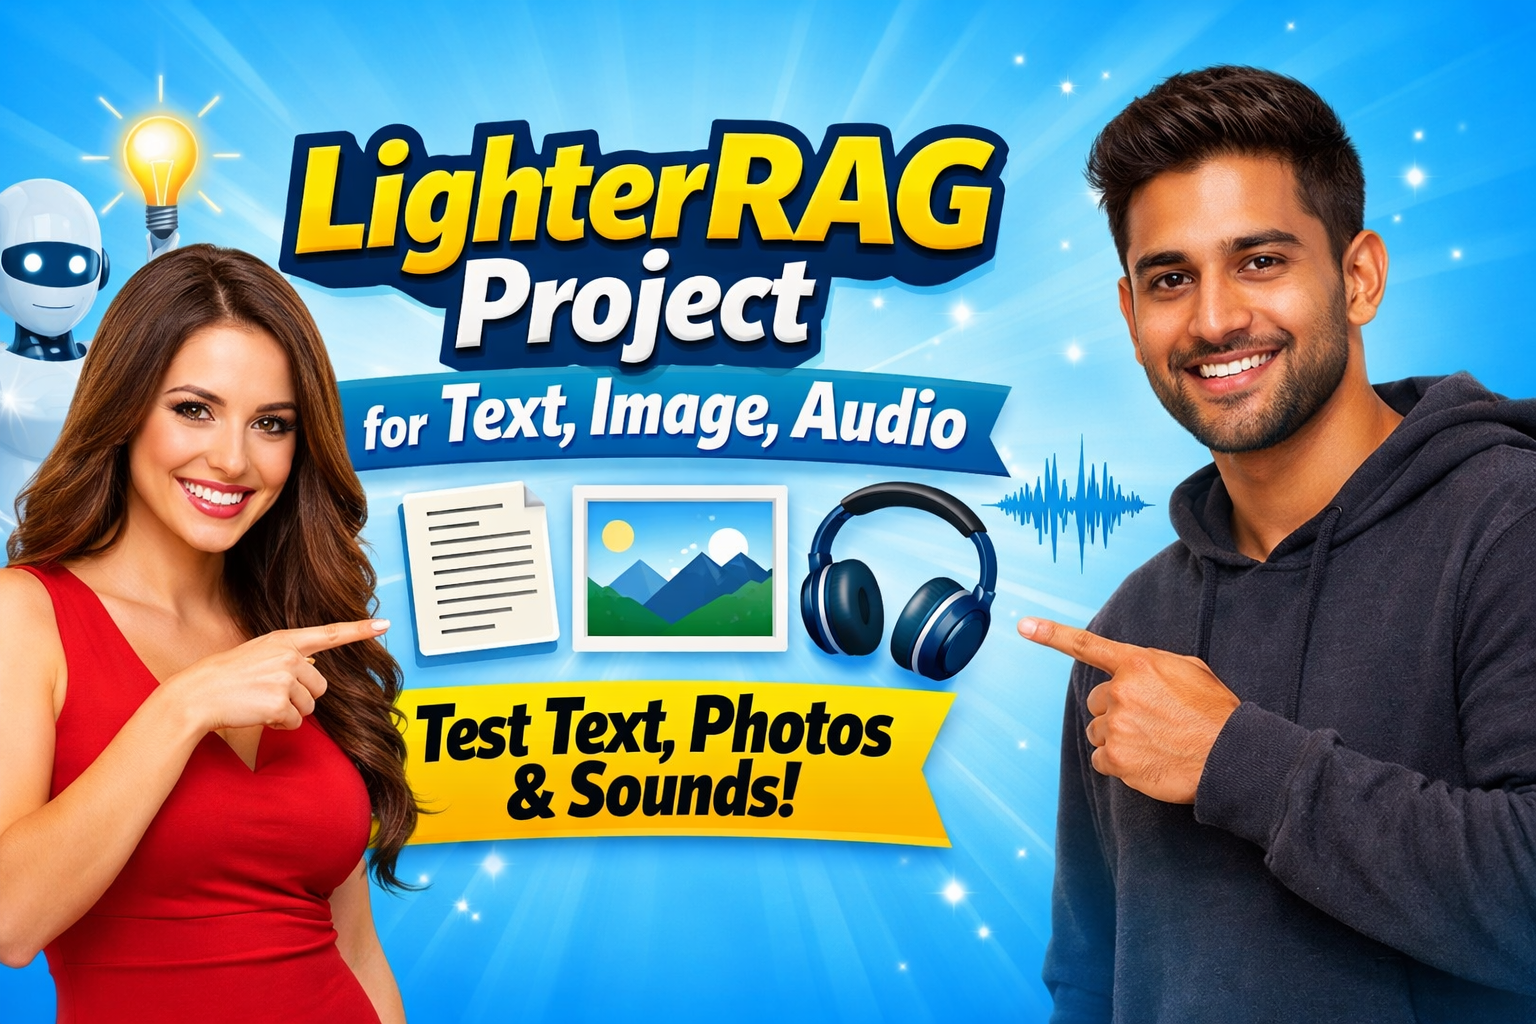 LighterRAG
Project
for Text, Image, Audio
Test Text, Photos
& Sounds!